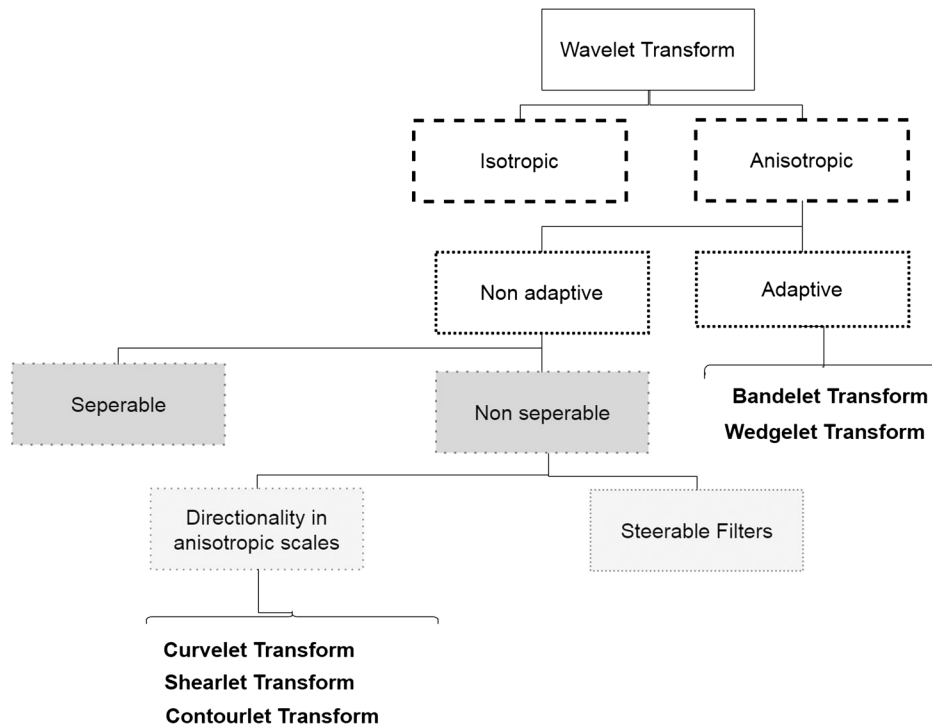 Wavelet Transform
Isotropic
Anisotropic
Non adaptive
Adaptive
Seperable
Non seperable
Bandelet Transform
Wedgelet Transform
Directionality in
anisotropic scales
Steerable Filters
Curvelet Transform
Shearlet Transform
Contourlet Transform